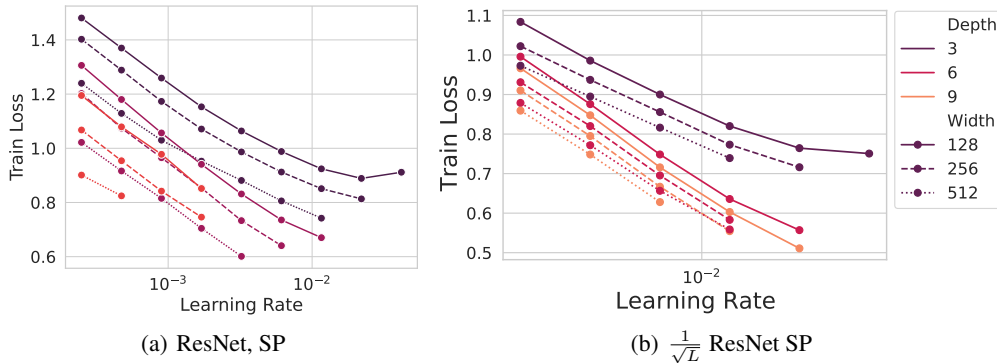 1.4
1.2
1.0
0.8
0.6
Train Loss
10^{-3}
10^{-2}
Learning Rate
(a) ResNet, SP
1.1
1.0
0.9
0.8
0.7
0.6
0.5
Train Loss
10^{-2}
Learning Rate
(b) \frac{1}{\sqrt{L}} ResNet SP
Depth
3
6
9
Width
128
256
512